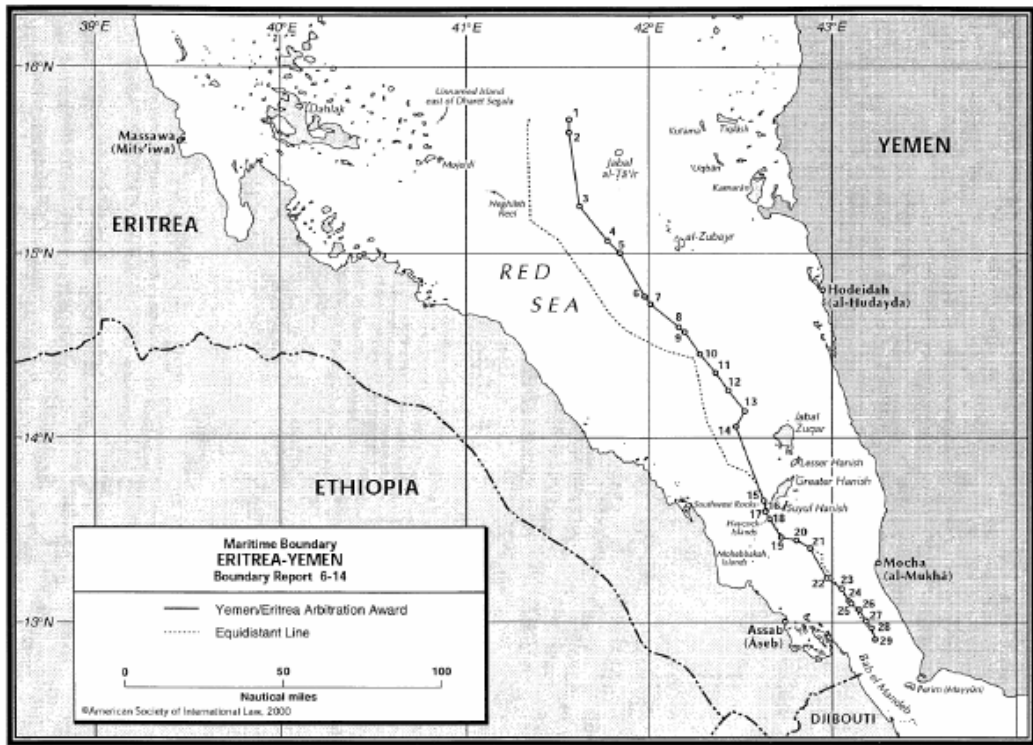 39°E
40°E
41°E
42°E
43°E
16°N
15°N
14°N
13°N
Unnamed Island
east of Dharet Segala
Dahlak
Massawa
(Mits'iwa)
Mojeidi
Negileh
Reef
ERITREA
RED
SEA
ETHIOPIA
YEMEN
Kutama
Tiqfash
'Uqban
Kamarān
Jabal
al-Ṭā'ir
al-Zubayr
Hodeidah
(al-Hudayda)
Jabal
Zuqar
Lesser Hanish
Greater Hanish
Suyul Hanish
Southwest Rocks
Haycock
Islands
Mohabbakah
Islands
Mocha
(al-Mukhā)
Assab
(Aseb)
Bab el Mandeb
Perim (Mayyūn)
DJIBOUTI
1
2
3
4
5
6
7
8
9
10
11
12
13
14
15
16
17
18
19
20
21
22
23
24
25
26
27
28
29
Maritime Boundary
ERITREA-YEMEN
Boundary Report 6-14
Yemen/Eritrea Arbitration Award
Equidistant Line
0
50
100
Nautical miles
©American Society of International Law, 2000